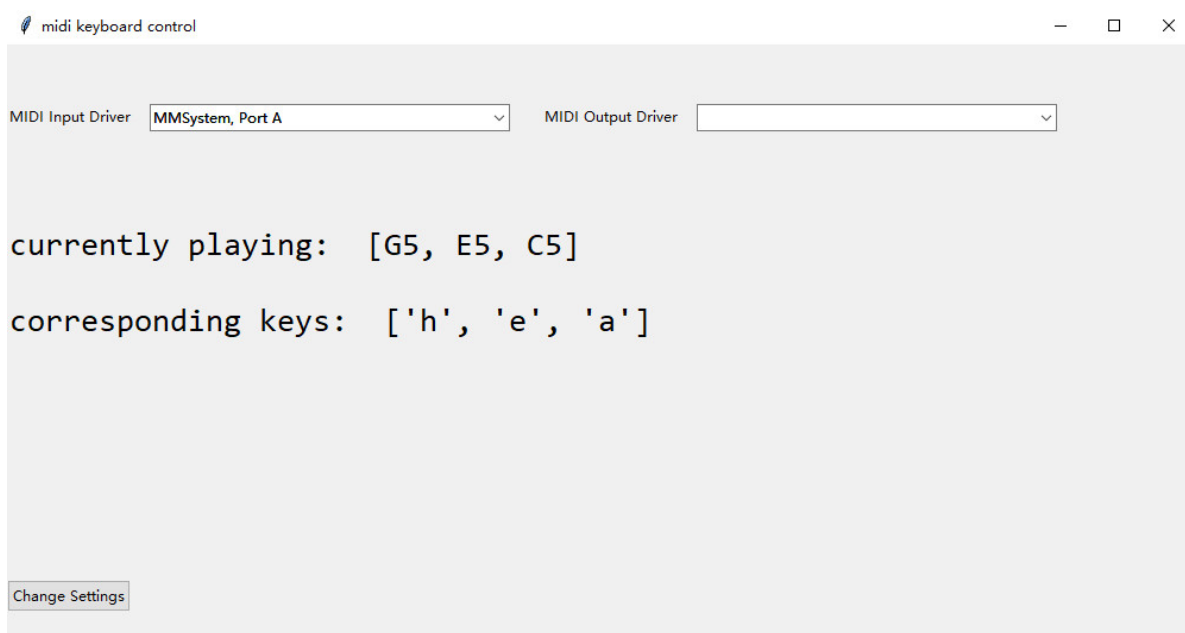 midi keyboard control
MIDI Input Driver MMSystem, Port A MIDI Output Driver
currently playing: [G5, E5, C5]
corresponding keys: ['h', 'e', 'a']
Change Settings